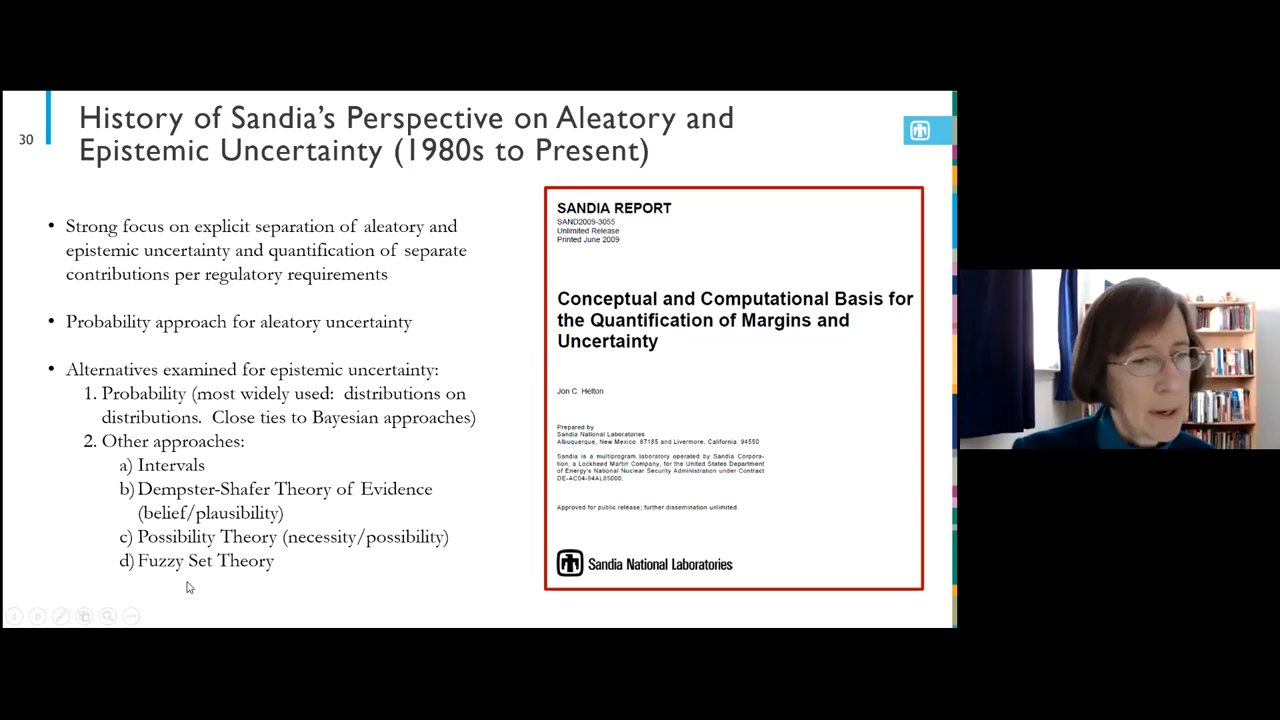 30
History of Sandia's Perspective on Aleatory and
Epistemic Uncertainty (1980s to Present)
• Strong focus on explicit separation of aleatory and
epistemic uncertainty and quantification of separate
contributions per regulatory requirements
• Probability approach for aleatory uncertainty
• Alternatives examined for epistemic uncertainty:
1. Probability (most widely used: distributions on
distributions. Close ties to Bayesian approaches)
2. Other approaches:
a) Intervals
b) Dempster-Shafer Theory of Evidence
(belief/plausibility)
c) Possibility Theory (necessity/possibility)
d) Fuzzy Set Theory
SANDIA REPORT
SAND2009-3055
Unlimited Release
Printed June 2009
Conceptual and Computational Basis for
the Quantification of Margins and
Uncertainty
Jon C. Helton
Prepared by
Sandia National Laboratories
Albuquerque, New Mexico 87185 and Livermore, California 94550
Sandia is a multiprogram laboratory operated by Sandia Corpora-
tion, a Lockheed Martin Company, for the United States Department
of Energy's National Nuclear Security Administration under Contract
DE-AC04-94AL85000.
Approved for public release; further dissemination unlimited.
Sandia National Laboratories